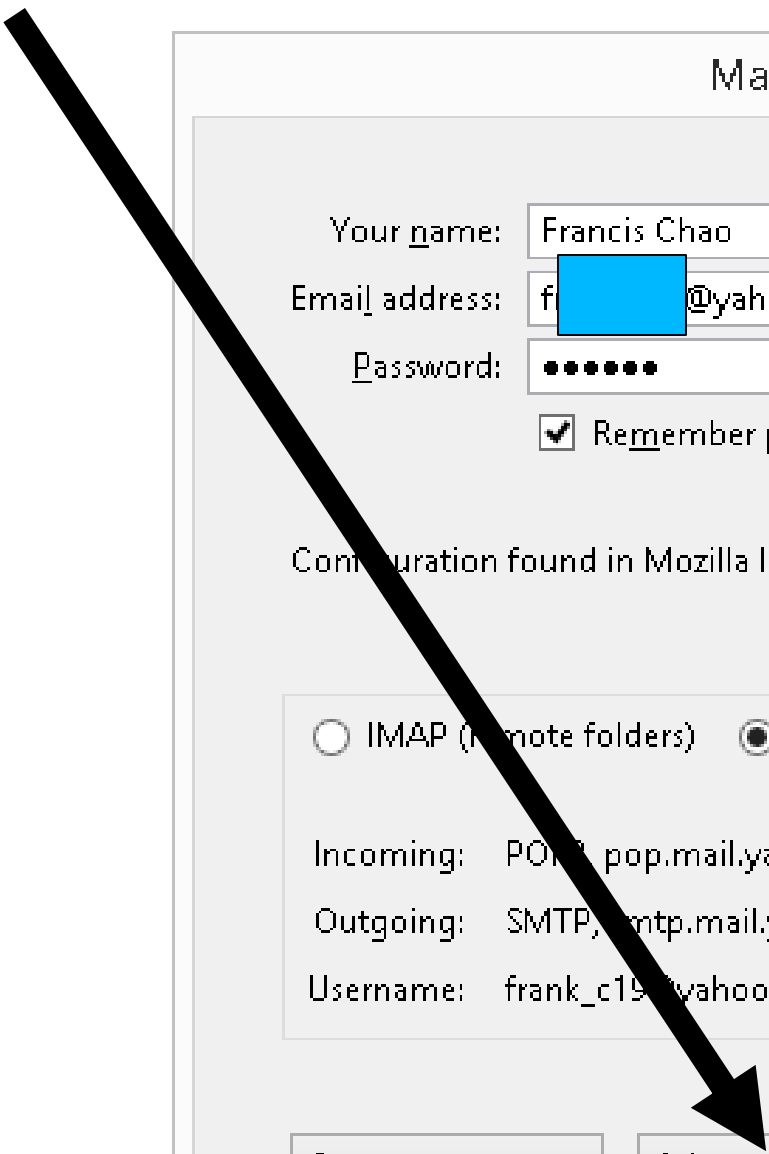 Ma
Your name: Francis Chao
Email address: f @yah
Password: ••••••
Remember p
found in Mozilla I
IMAP folders)
Incoming: pop.mail.ya
Outgoing: SMTP, mail.y
Username: